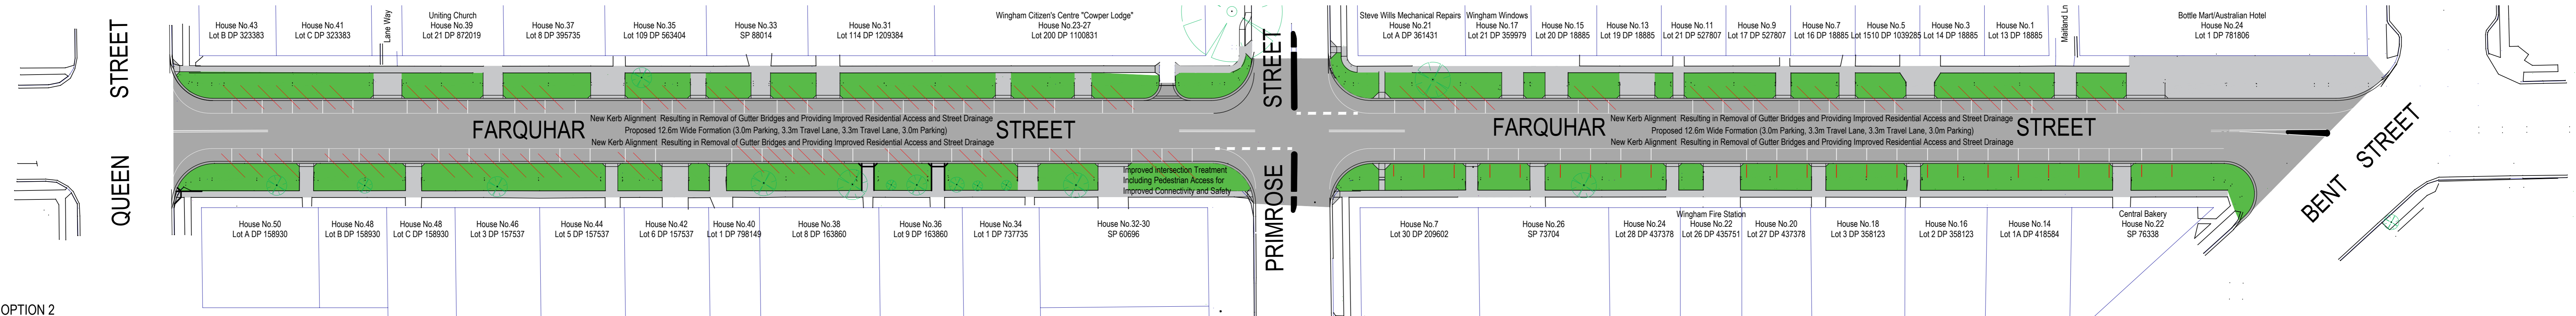 House No.43
Lot B DP 323383
House No.41
Lot C DP 323383
Lane Way
Uniting Church
House No.39
Lot 21 DP 872019
House No.37
Lot 8 DP 395735
House No.35
Lot 109 DP 563404
House No.33
SP 88014
House No.31
Lot 114 DP 1209384
Wingham Citizen's Centre "Cowper Lodge"
House No.23-27
Lot 200 DP 1100831
Steve Wills Mechanical Repairs
House No.21
Lot A DP 361431
Wingham Windows
House No.17
Lot 21 DP 359979
House No.15
Lot 20 DP 18885
House No.13
Lot 19 DP 18885
House No.11
Lot 21 DP 527807
House No.9
Lot 17 DP 527807
House No.7
Lot 16 DP 18885
House No.5
Lot 1510 DP 1039285
House No.3
Lot 14 DP 18885
House No.1
Lot 13 DP 18885
Maitland Ln
Bottle Mart/Australian Hotel
House No.24
Lot 1 DP 781806
QUEEN STREET
FARQUHAR STREET
New Kerb Alignment Resulting in Removal of Gutter Bridges and Providing Improved Residential Access and Street Drainage
Proposed 12.6m Wide Formation (3.0m Parking, 3.3m Travel Lane, 3.3m Travel Lane, 3.0m Parking)
New Kerb Alignment Resulting in Removal of Gutter Bridges and Providing Improved Residential Access and Street Drainage
PRIMROSE STREET
FARQUHAR STREET
New Kerb Alignment Resulting in Removal of Gutter Bridges and Providing Improved Residential Access and Street Drainage
Proposed 12.6m Wide Formation (3.0m Parking, 3.3m Travel Lane, 3.3m Travel Lane, 3.0m Parking)
New Kerb Alignment Resulting in Removal of Gutter Bridges and Providing Improved Residential Access and Street Drainage
BENT STREET
Improved Intersection Treatment
Including Pedestrian Access for
Improved Connectivity and Safety
House No.50
Lot A DP 158930
House No.48
Lot B DP 158930
House No.48
Lot C DP 158930
House No.46
Lot 3 DP 157537
House No.44
Lot 5 DP 157537
House No.42
Lot 6 DP 157537
House No.40
Lot 1 DP 798149
House No.38
Lot 8 DP 163860
House No.36
Lot 9 DP 163860
House No.34
Lot 1 DP 737735
House No.32-30
SP 60696
House No.7
Lot 30 DP 209602
House No.26
SP 73704
House No.24
Lot 28 DP 437378
Wingham Fire Station
House No.22
Lot 26 DP 435751
House No.20
Lot 27 DP 437378
House No.18
Lot 3 DP 358123
House No.16
Lot 2 DP 358123
House No.14
Lot 1A DP 418584
Central Bakery
House No.22
SP 76338
OPTION 2